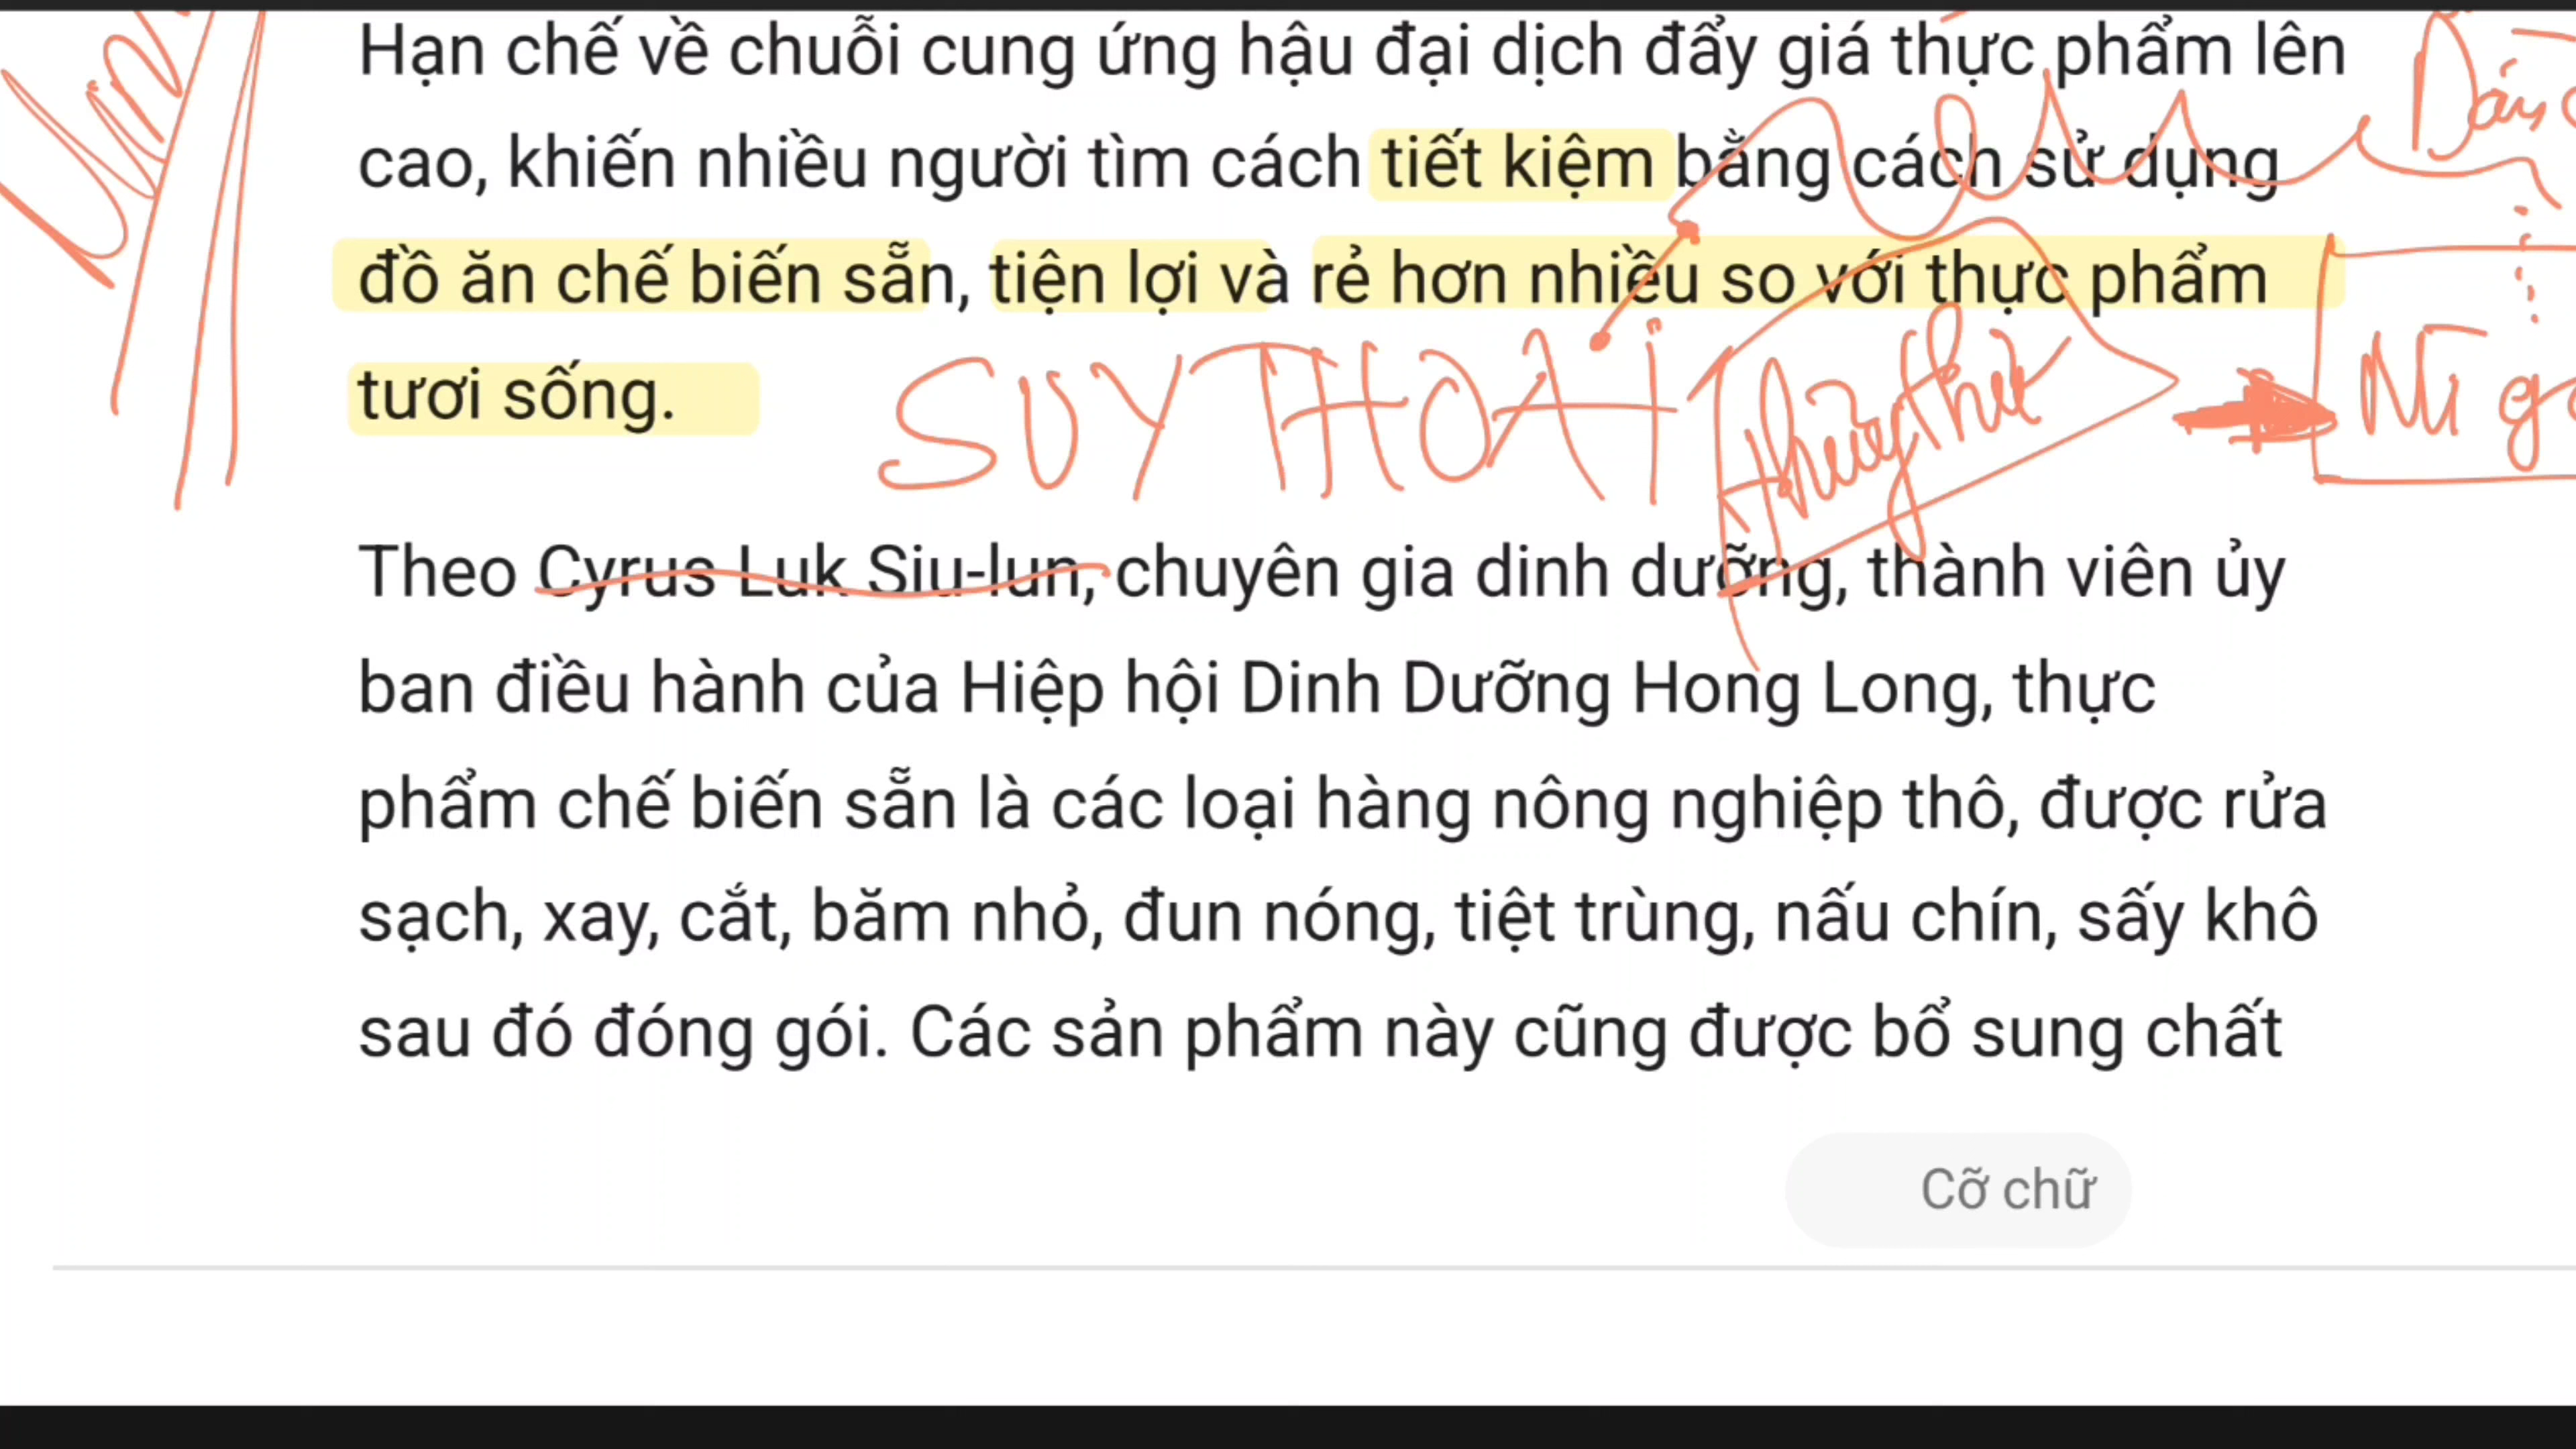 Hạn chế về chuỗi cung ứng hậu đại dịch đẩy giá thực phẩm lên
cao, khiến nhiều người tìm cách tiết kiệm bằng cách sử dụng
đồ ăn chế biến sẵn, tiện lợi và rẻ hơn nhiều so với thực phẩm
tươi sống.
SUY THOÁI
Theo Cyrus Luk Siu-lun, chuyên gia dinh dưỡng, thành viên ủy
ban điều hành của Hiệp hội Dinh Dưỡng Hong Long, thực
phẩm chế biến sẵn là các loại hàng nông nghiệp thô, được rửa
sạch, xay, cắt, băm nhỏ, đun nóng, tiệt trùng, nấu chín, sấy khô
sau đó đóng gói. Các sản phẩm này cũng được bổ sung chất
Cỡ chữ